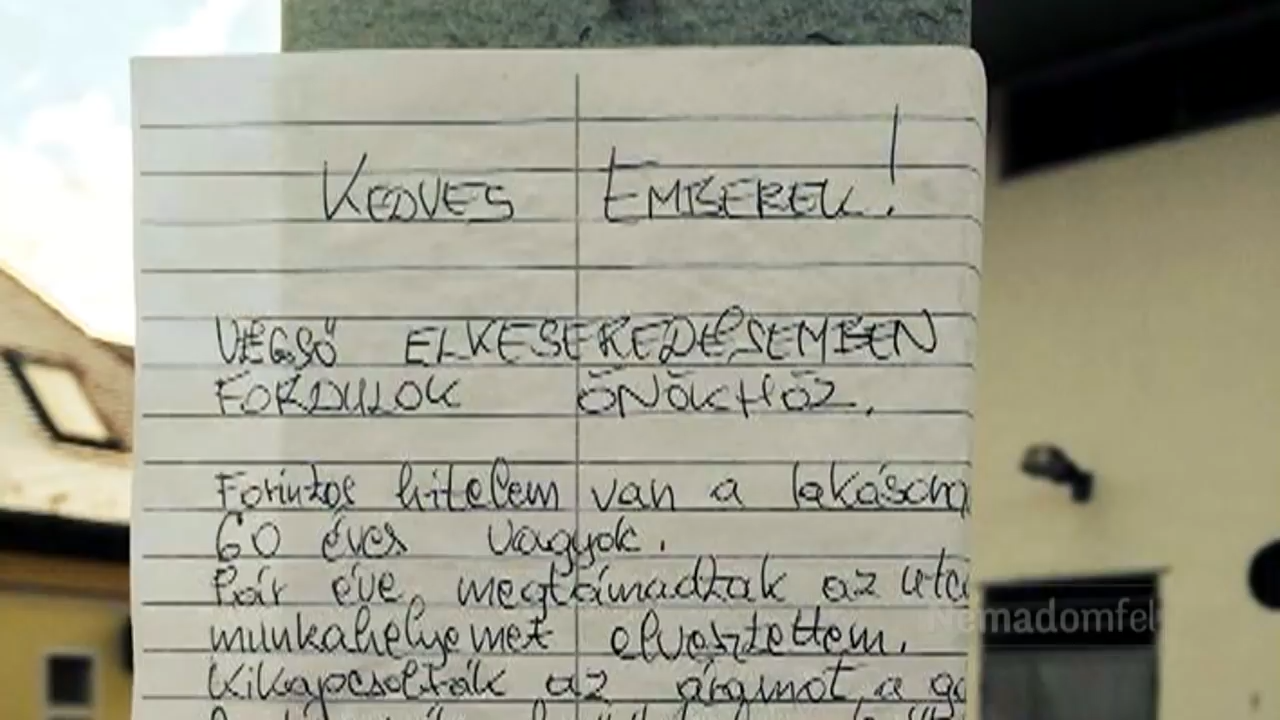 KEDVES EMBEREK!
VÉGSŐ ELKESEREDÉSEMBEN
FORDULOK ÖNÖKHÖZ.
Forintos hitelem van a lakásom
60 éves vagyok.
Pár éve, megtámadtak az utc
munkahelyemet elvesztettem.
Kikapcsolták az áramot, a gá
Nemadomfel